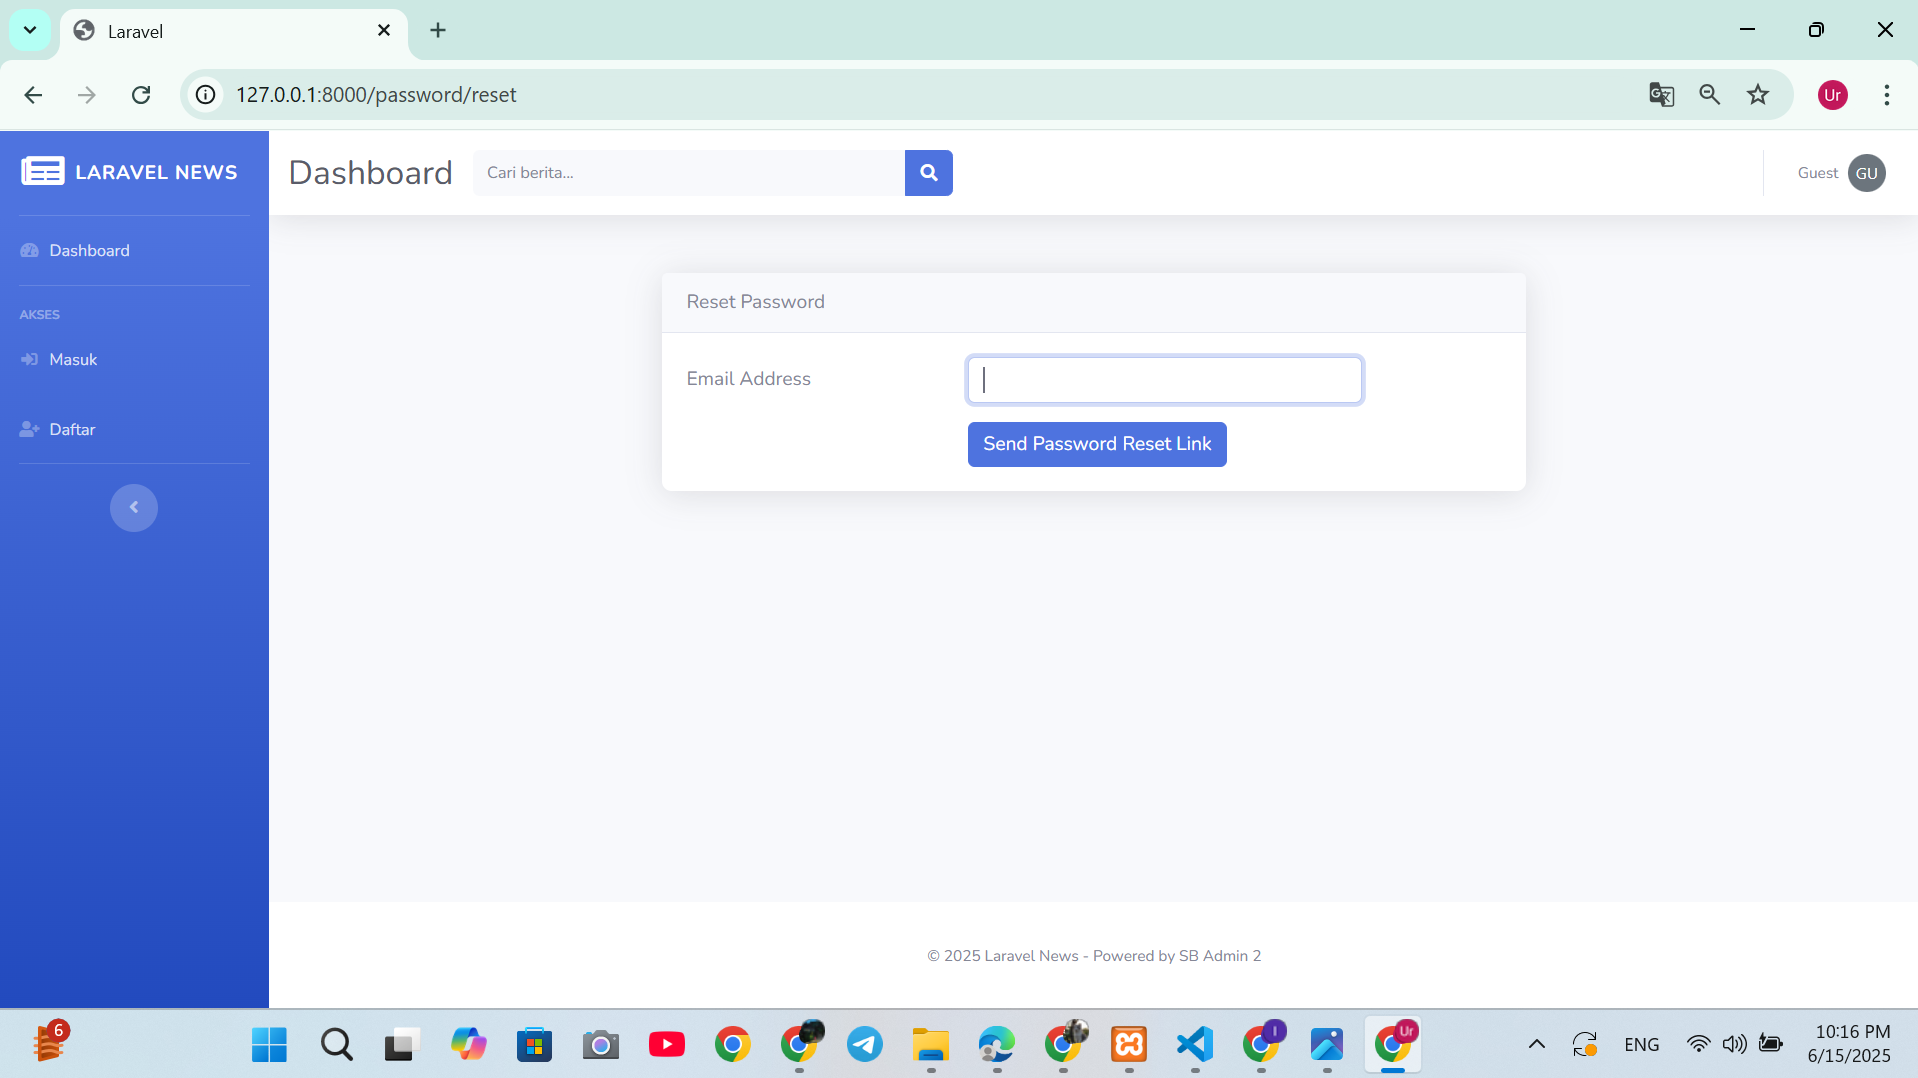 Laravel
127.0.0.1:8000/password/reset
Ur
LARAVEL NEWS
Dashboard
Cari berita...
Guest
GU
Dashboard
AKSES
Masuk
Daftar
Reset Password
Email Address
Send Password Reset Link
© 2025 Laravel News - Powered by SB Admin 2
6
I
Ur
ENG
10:16 PM
6/15/2025